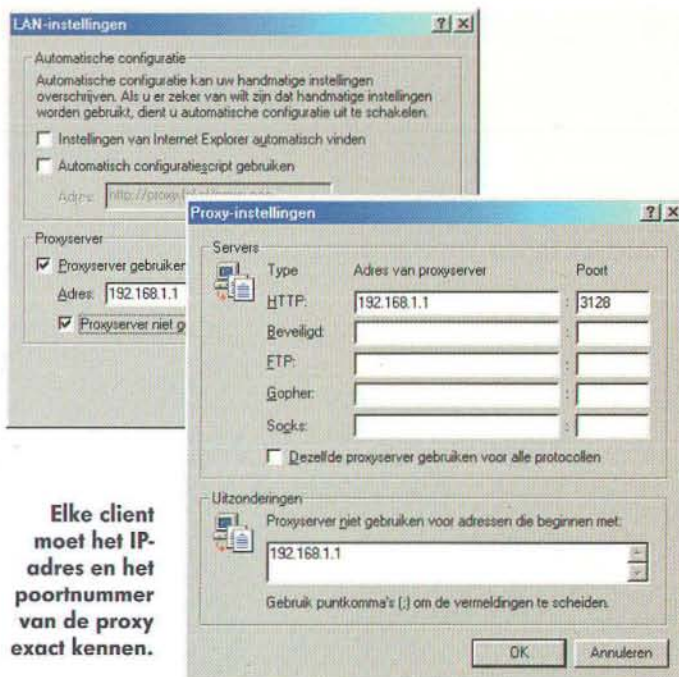 LAN-instellingen
Automatische configuratie
Automatische configuratie kan uw handmatige instellingen
overschrijven. Als u er zeker van wilt zijn dat handmatige instellingen
worden gebruikt, dient u automatische configuratie uit te schakelen.
Instellingen van Internet Explorer automatisch vinden
Automatisch configuratiescript gebruiken
Adres:
Proxyserver
Proxyserver gebruiken
Adres: 192.168.1.1
Proxyserver niet g
Proxy-instellingen
Servers
Type Adres van proxyserver Poort
HTTP: 192.168.1.1 : 3128
Beveiligd: :
FTP: :
Gopher: :
Socks: :
Dezelfde proxyserver gebruiken voor alle protocollen
Uitzonderingen
Proxyserver niet gebruiken voor adressen die beginnen met:
192.168.1.1
Gebruik puntkomma's (;) om de vermeldingen te scheiden.
OK Annuleren
Elke client
moet het IP-
adres en het
poortnummer
van de proxy
exact kennen.